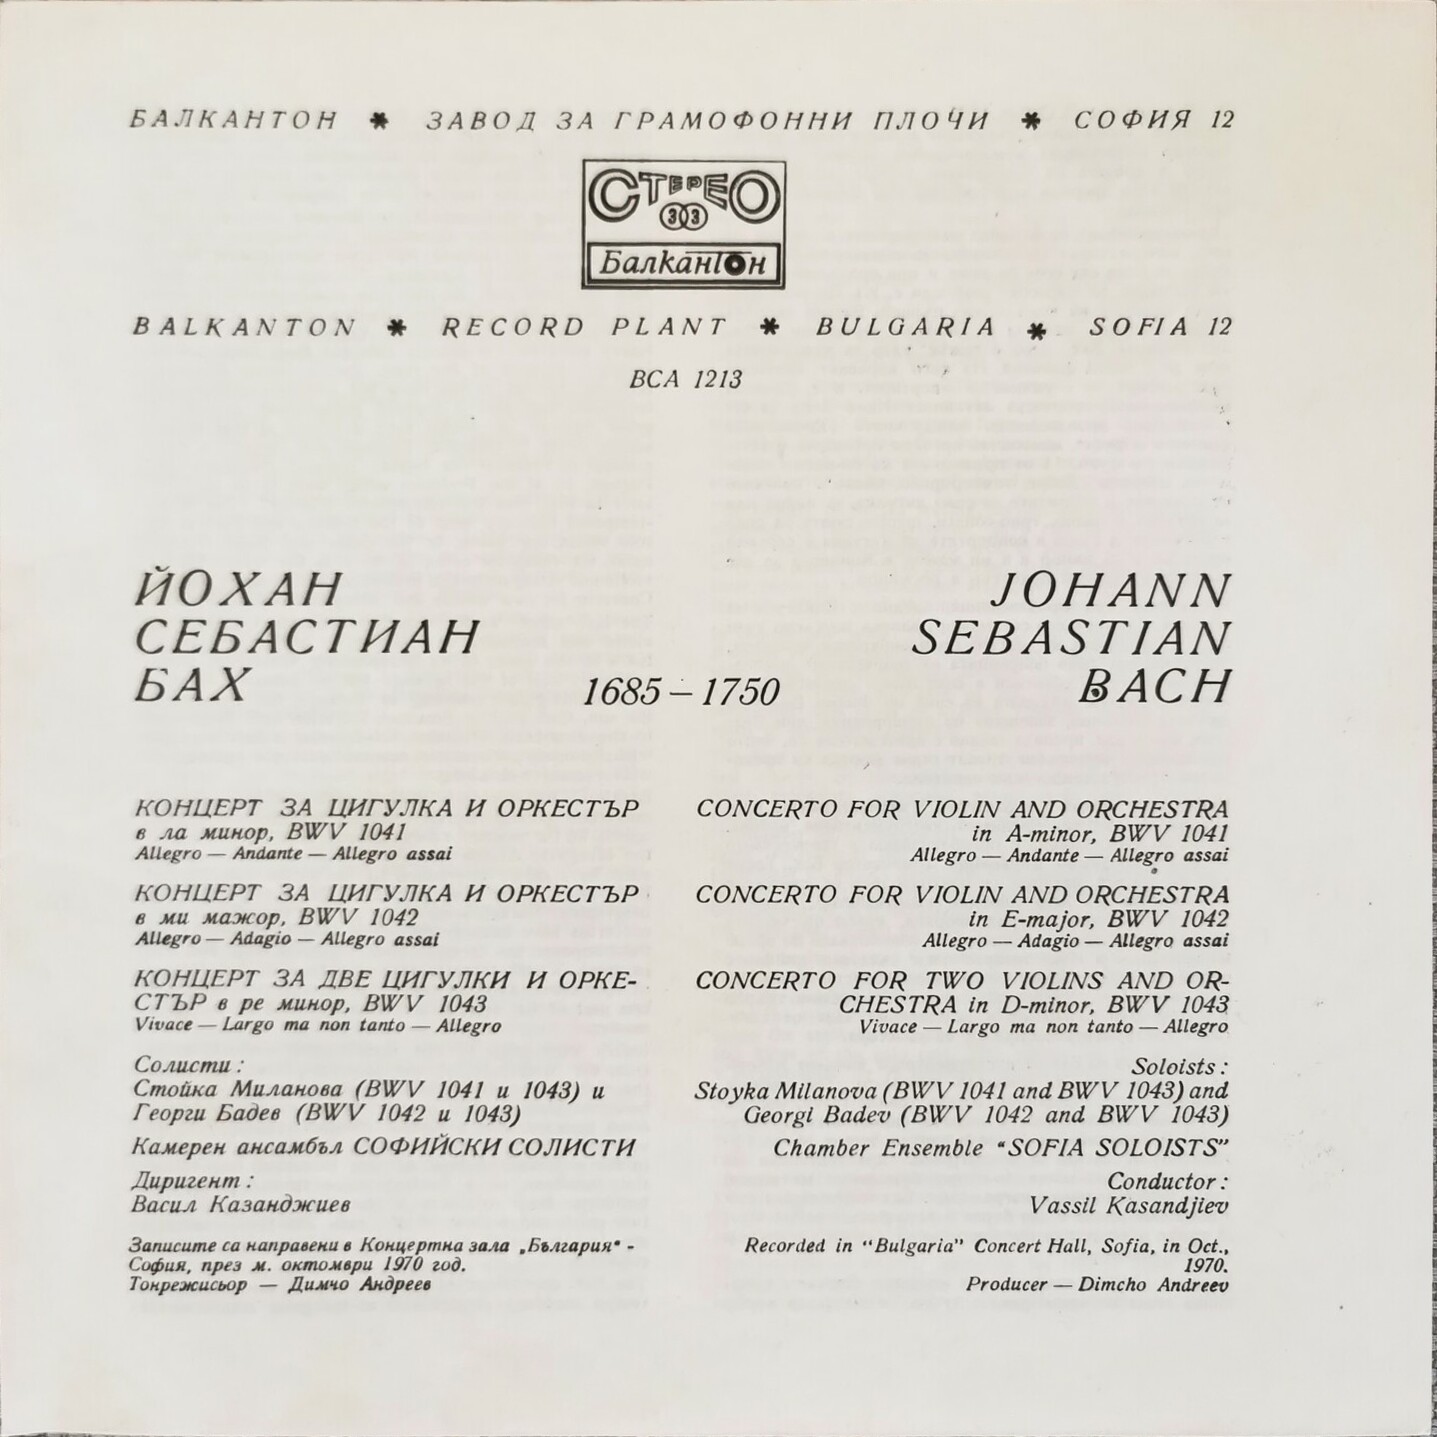 БАЛКАНТОН * ЗАВОД ЗА ГРАМОФОННИ ПЛОЧИ * СОФИЯ 12
СТЕРЕО
33
Балкантон
BALKANTON * RECORD PLANT * BULGARIA * SOFIA 12
ВСА 1213
ЙОХАН
СЕБАСТИАН
БАХ
1685 – 1750
JOHANN
SEBASTIAN
BACH
КОНЦЕРТ ЗА ЦИГУЛКА И ОРКЕСТЪР
в ла минор, BWV 1041
Allegro — Andante — Allegro assai
КОНЦЕРТ ЗА ЦИГУЛКА И ОРКЕСТЪР
в ми мажор, BWV 1042
Allegro — Adagio — Allegro assai
КОНЦЕРТ ЗА ДВЕ ЦИГУЛКИ И ОРКЕ-
СТЪР в ре минор, BWV 1043
Vivace — Largo ma non tanto — Allegro
Солисти :
Стойка Миланова (BWV 1041 и 1043) и
Георги Бадев (BWV 1042 и 1043)
Камерен ансамбъл СОФИЙСКИ СОЛИСТИ
Диригент :
Васил Казанджиев
Записите са направени в Концертна зала „България“ -
София, през м. октомври 1970 год.
Тонрежисьор — Димчо Андреев
CONCERTO FOR VIOLIN AND ORCHESTRA
in A-minor, BWV 1041
Allegro — Andante — Allegro assai
CONCERTO FOR VIOLIN AND ORCHESTRA
in E-major, BWV 1042
Allegro — Adagio — Allegro assai
CONCERTO FOR TWO VIOLINS AND OR-
CHESTRA in D-minor, BWV 1043
Vivace — Largo ma non tanto — Allegro
Soloists :
Stoyka Milanova (BWV 1041 and BWV 1043) and
Georgi Badev (BWV 1042 and BWV 1043)
Chamber Ensemble “SOFIA SOLOISTS”
Conductor :
Vassil Kasandjiev
Recorded in “Bulgaria” Concert Hall, Sofia, in Oct.,
1970.
Producer — Dimcho Andreev